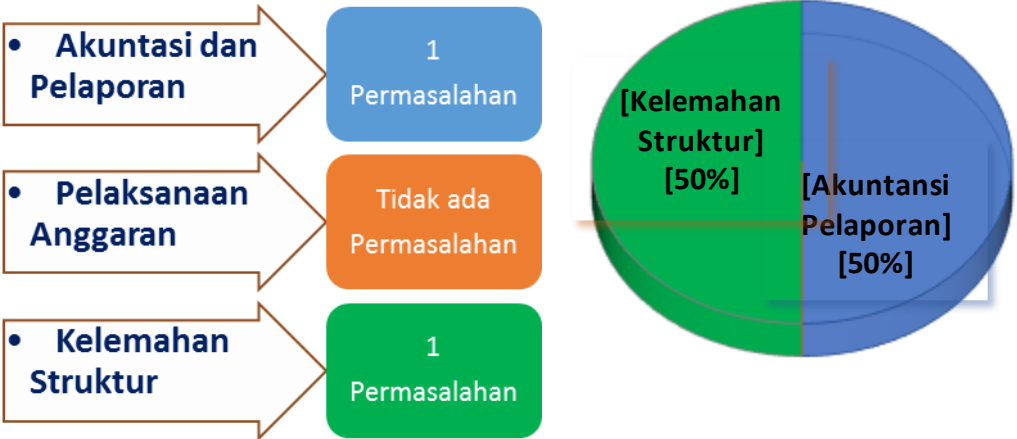 • Akuntasi dan
Pelaporan
1
Permasalahan
• Pelaksanaan
Anggaran
Tidak ada
Permasalahan
• Kelemahan
Struktur
1
Permasalahan
[Kelemahan
Struktur]
[50%]
[Akuntansi
Pelaporan]
[50%]